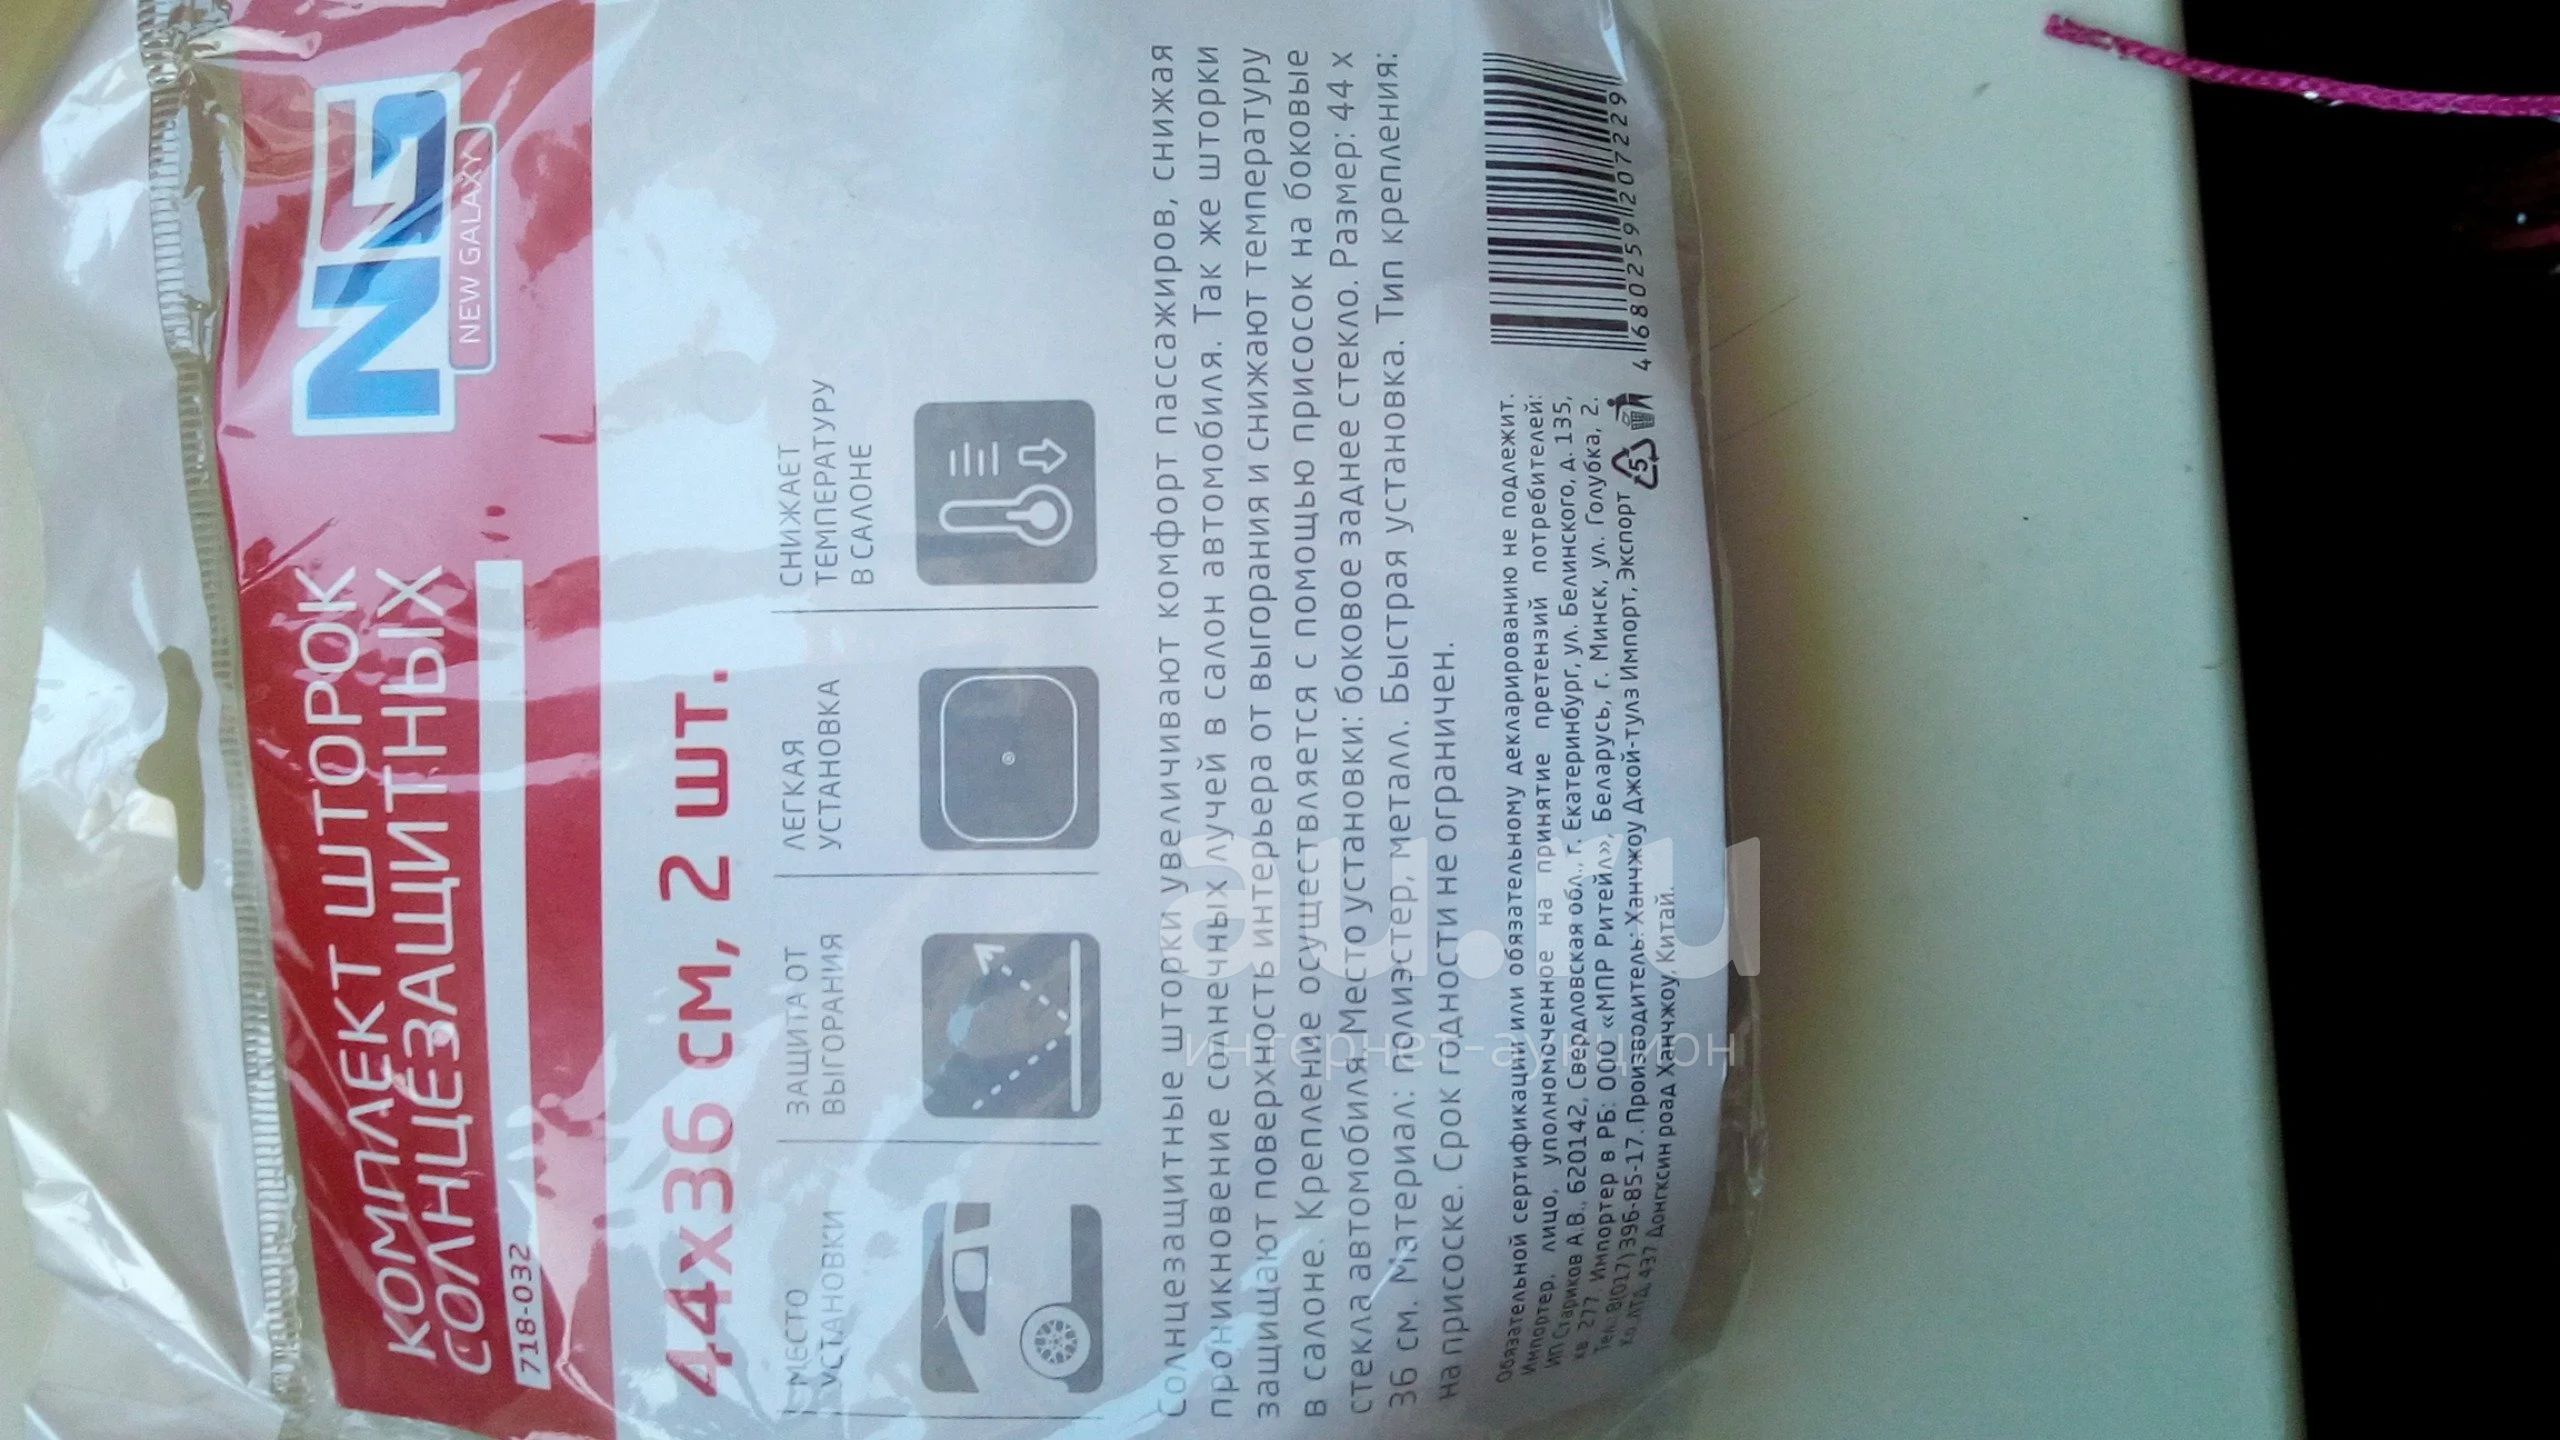 КОМПЛЕКТ ШТОРОК
СОЛНЦЕЗАЩИТНЫХ
718-032
NG
NEW GALAXY
44х36 см, 2 шт.
МЕСТО
УСТАНОВКИ
ЗАЩИТА ОТ
ВЫГОРАНИЯ
ЛЕГКАЯ
УСТАНОВКА
СНИЖАЕТ
ТЕМПЕРАТУРУ
В САЛОНЕ
Солнцезащитные шторки увеличивают комфорт пассажиров, снижая
проникновение солнечных лучей в салон автомобиля. Так же шторки
защищают поверхность интерьера от выгорания и снижают температуру
в салоне. Крепление осуществляется с помощью присосок на боковые
стекла автомобиля. Место установки: боковое заднее стекло. Размер: 44 х
36 см. Материал: полиэстер, металл. Быстрая установка. Тип крепления:
на присоске. Срок годности не ограничен.
Обязательной сертификации или обязательному декларированию не подлежит.
Импортер, лицо, уполномоченное на принятие претензий потребителей:
ИП Стариков А.В., 620142, Свердловская обл., г. Екатеринбург, ул. Белинского, д. 135,
кв. 277. Импортер в РБ: ООО «МПР Ритейл», Беларусь, г. Минск, ул. Голубка, 2.
Тел.: 8(017)396-85-17. Производитель: Ханчжоу Джой-тулз Импорт, Экспорт
Ко. ЛТД, 437 Донгксин роад Ханчжоу, Китай.
5
4 680259 207229
au.ru
интернет-аукцион